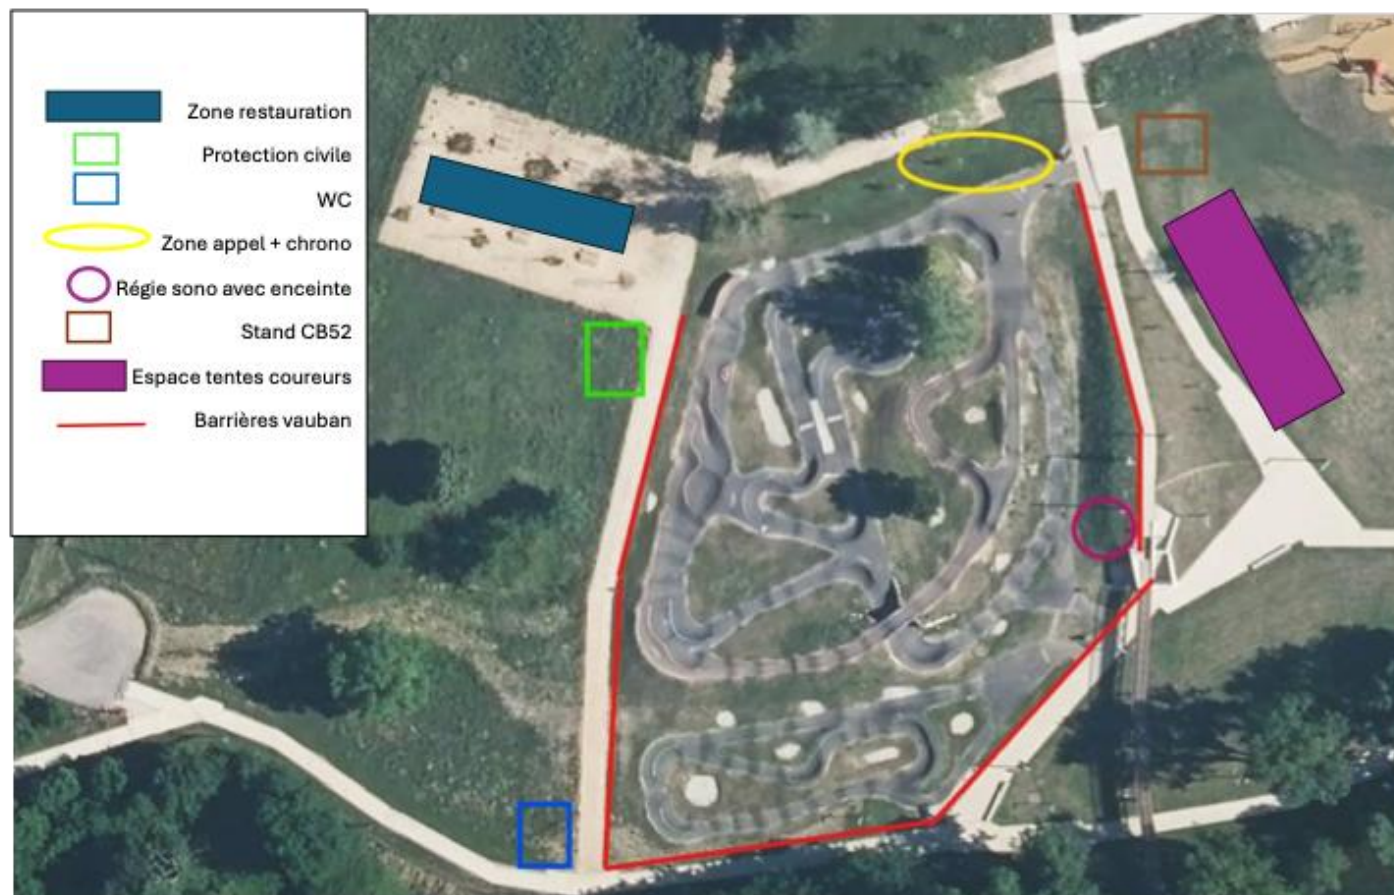 Zone restauration
Protection civile
WC
Zone appel + chrono
Régie sono avec enceinte
Stand CB52
Espace tentes coureurs
Barrières vauban